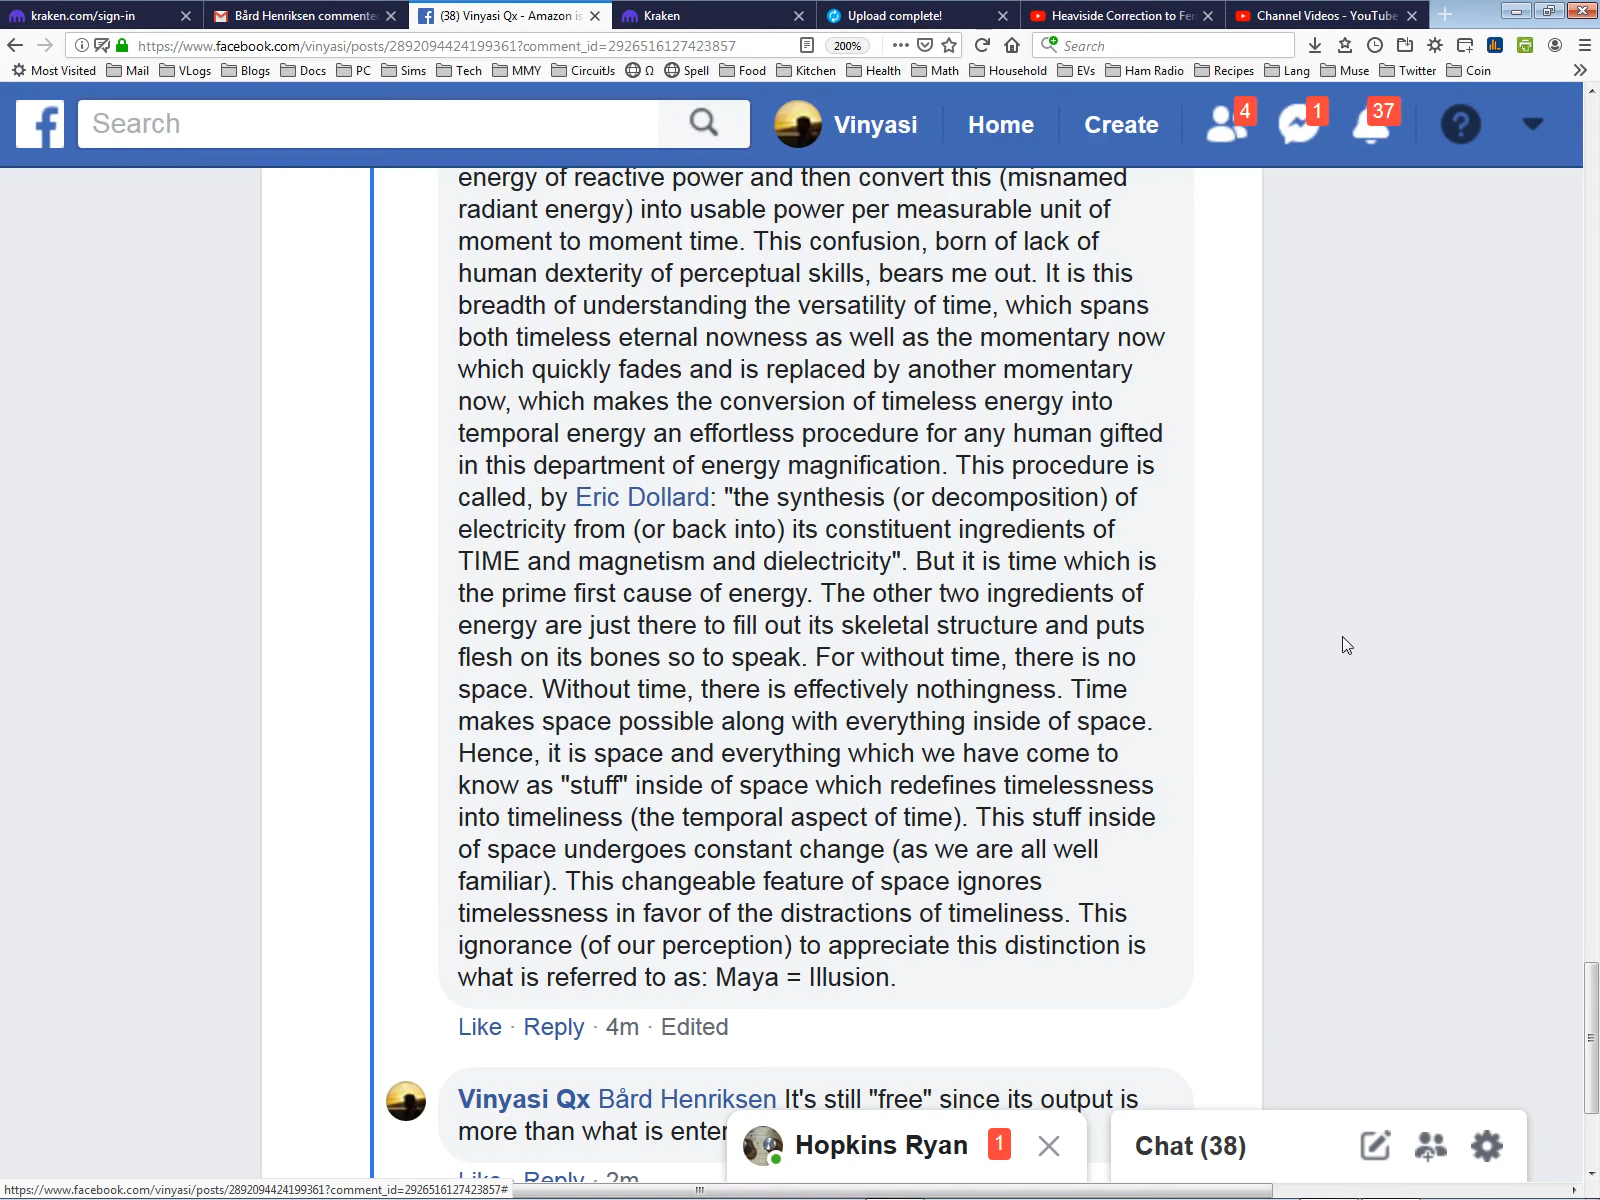 kraken.com/sign-in
Bård Henriksen commente
(38) Vinyasi Qx - Amazon is
Kraken
Upload complete!
Heaviside Correction to Fer
Channel Videos - YouTube
https://www.facebook.com/vinyasi/posts/2892094424199361?comment_id=2926516127423857
200%
Search
Most Visited Mail VLogs Blogs Docs PC Sims Tech MMY CircuitJs Ω Spell Food Kitchen Health Math Household EVs Ham Radio Recipes Lang Muse Twitter Coin
Search
Vinyasi Home Create 4 1 37
energy of reactive power and then convert this (misnamed
radiant energy) into usable power per measurable unit of
moment to moment time. This confusion, born of lack of
human dexterity of perceptual skills, bears me out. It is this
breadth of understanding the versatility of time, which spans
both timeless eternal nowness as well as the momentary now
which quickly fades and is replaced by another momentary
now, which makes the conversion of timeless energy into
temporal energy an effortless procedure for any human gifted
in this department of energy magnification. This procedure is
called, by Eric Dollard: "the synthesis (or decomposition) of
electricity from (or back into) its constituent ingredients of
TIME and magnetism and dielectricity". But it is time which is
the prime first cause of energy. The other two ingredients of
energy are just there to fill out its skeletal structure and puts
flesh on its bones so to speak. For without time, there is no
space. Without time, there is effectively nothingness. Time
makes space possible along with everything inside of space.
Hence, it is space and everything which we have come to
know as "stuff" inside of space which redefines timelessness
into timeliness (the temporal aspect of time). This stuff inside
of space undergoes constant change (as we are all well
familiar). This changeable feature of space ignores
timelessness in favor of the distractions of timeliness. This
ignorance (of our perception) to appreciate this distinction is
what is referred to as: Maya = Illusion.
Like · Reply · 4m · Edited
Vinyasi Qx Bård Henriksen It's still "free" since its output is
more than what is enter
Like · Reply · 2m
Hopkins Ryan 1
Chat (38)
https://www.facebook.com/vinyasi/posts/2892094424199361?comment_id=2926516127423857#